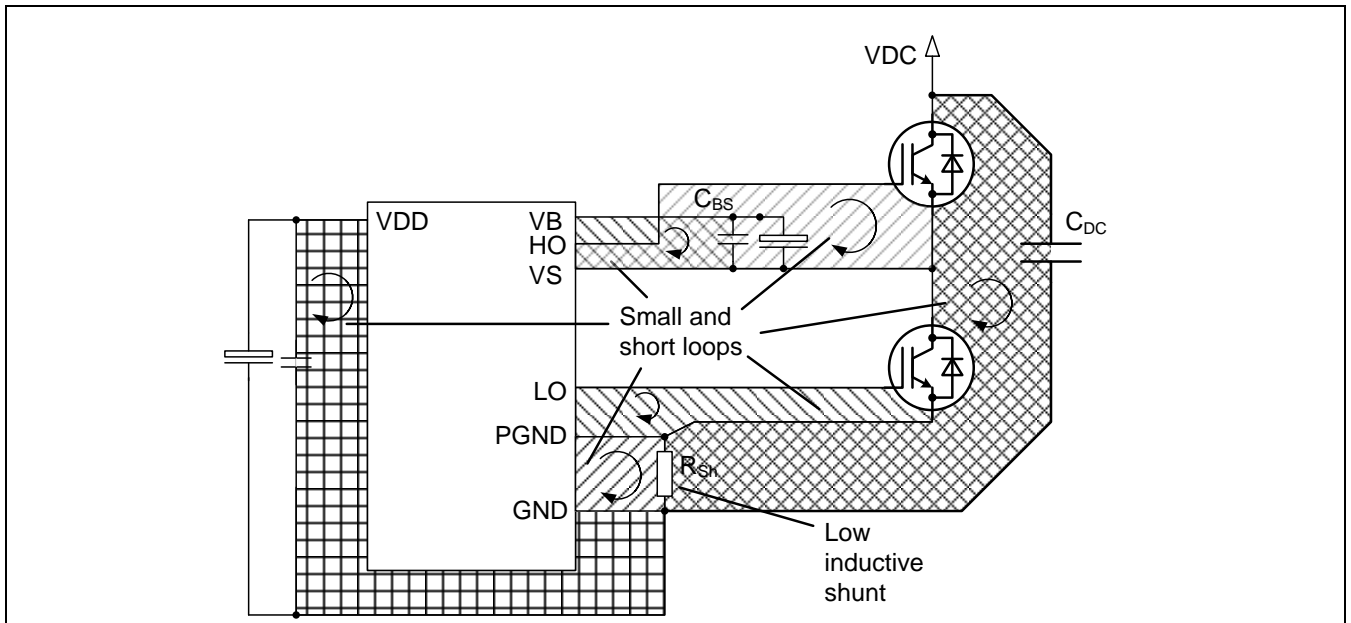 VDC
VDD
VB
HO
VS
CBS
CDC
Small and
short loops
LO
PGND
RSh
GND
Low
inductive
shunt